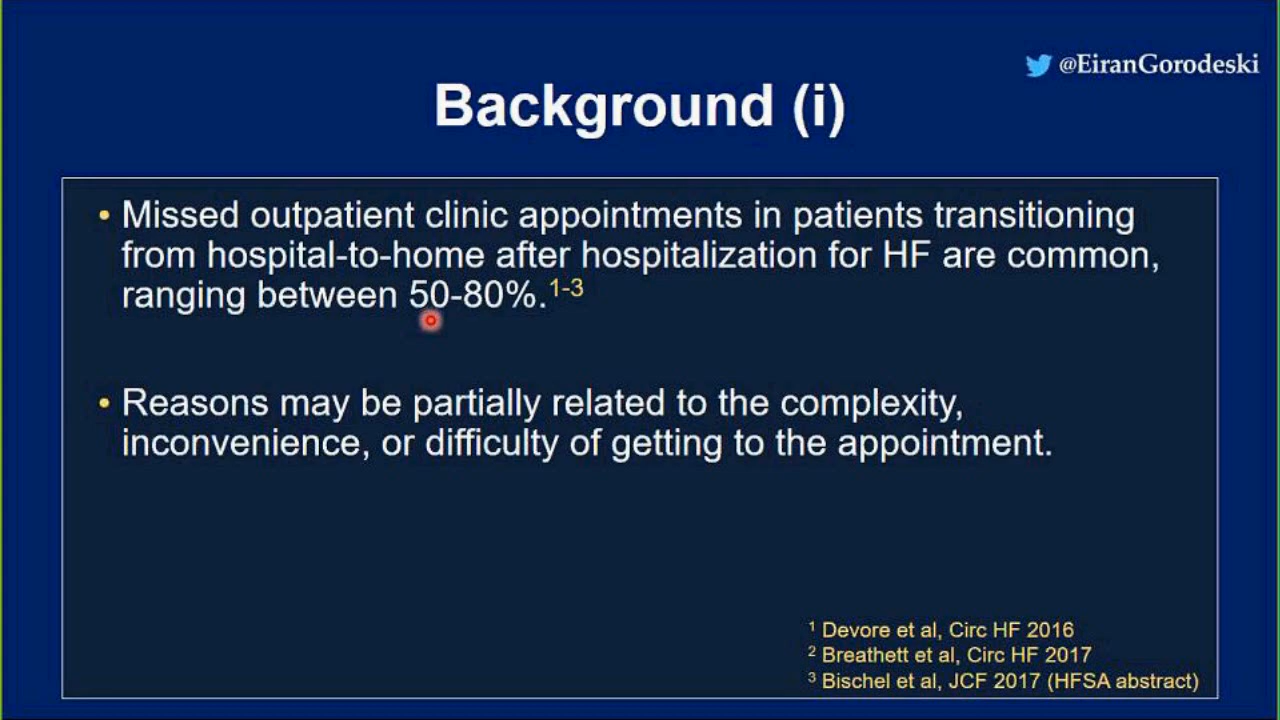 @EiranGorodeski
Background (i)
• Missed outpatient clinic appointments in patients transitioning
from hospital-to-home after hospitalization for HF are common,
ranging between 50-80%.1-3
• Reasons may be partially related to the complexity,
inconvenience, or difficulty of getting to the appointment.
1 Devore et al, Circ HF 2016
2 Breathett et al, Circ HF 2017
3 Bischel et al, JCF 2017 (HFSA abstract)